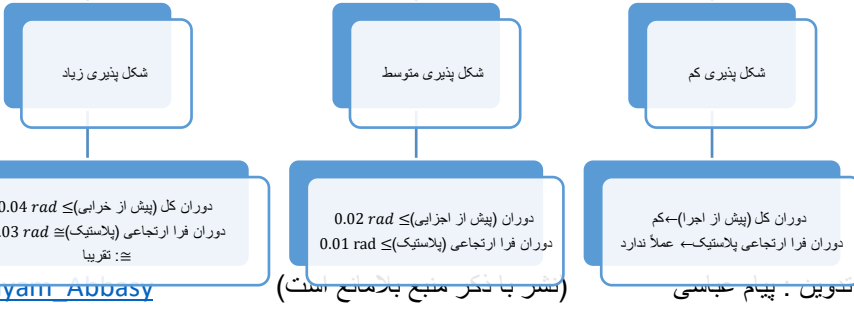 شکل پذیری کم
شکل پذیری متوسط
شکل پذیری زیاد
دوران کل (پیش از اجرا)←کم
دوران فرا ارتجاعی پلاستیک← عملاً ندارد
دوران (پیش از اجزایی)≥ 0.02 rad
دوران فرا ارتجاعی (پلاستیک)≥ 0.01 rad
دوران کل (پیش از خرابی)≥ 0.04 rad
دوران فرا ارتجاعی (پلاستیک)≅ .03 rad
≅: تقریبا
تدوین : پیام عباسی (نشر با ذکر منبع بلامانع است) yam_Abbasy